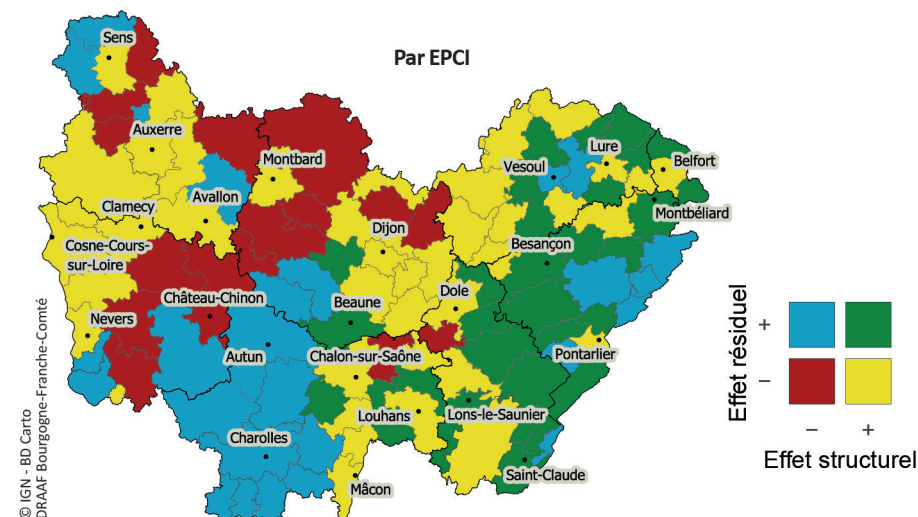 Par EPCI
Sens
Auxerre
Montbard
Avallon
Clamecy
Cosne-Cours-
sur-Loire
Château-Chinon
Nevers
Dijon
Vesoul
Lure
Belfort
Montbéliard
Besançon
Dole
Beaune
Autun
Chalon-sur-Saône
Pontarlier
Louhans
Lons-le-Saunier
Charolles
Saint-Claude
Mâcon
Effet résiduel
+
−
−
+
Effet structurel
© IGN - BD Carto
DRAAF Bourgogne-Franche-Comté